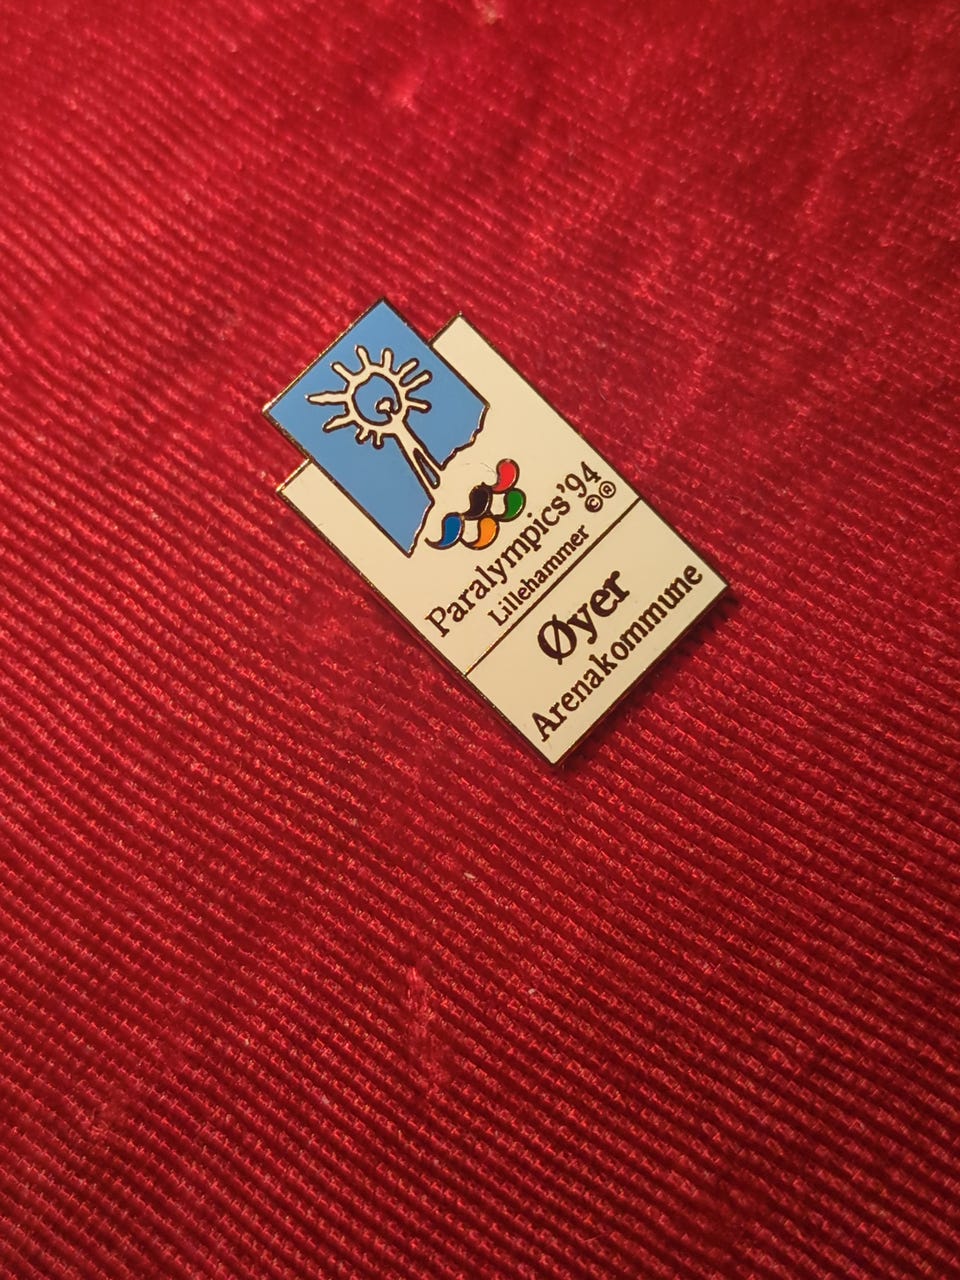 Paralympics'94
Lillehammer ©®
Øyer
Arenakommune